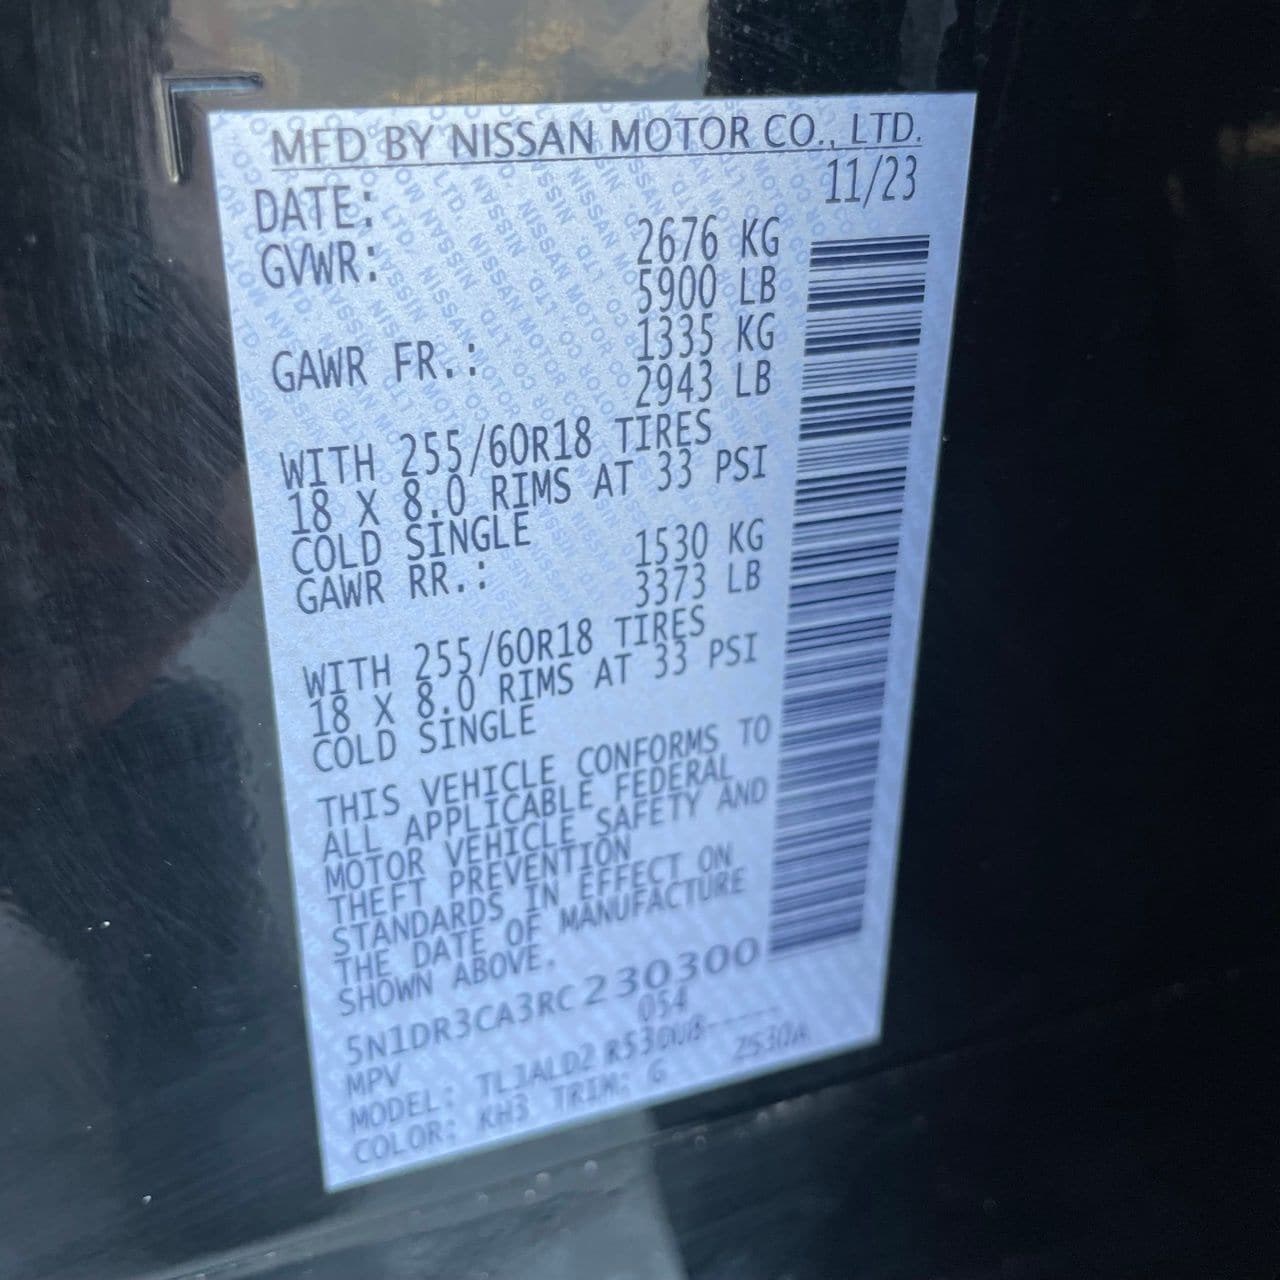 MFD BY NISSAN MOTOR CO., LTD.
DATE: 11/23
GVWR: 2676 KG
5900 LB
GAWR FR.: 1335 KG
2943 LB
WITH 255/60R18 TIRES
18 X 8.0 RIMS AT 33 PSI
COLD SINGLE
GAWR RR.: 1530 KG
3373 LB
WITH 255/60R18 TIRES
18 X 8.0 RIMS AT 33 PSI
COLD SINGLE
THIS VEHICLE CONFORMS TO
ALL APPLICABLE FEDERAL
MOTOR VEHICLE SAFETY AND
THEFT PREVENTION
STANDARDS IN EFFECT ON
THE DATE OF MANUFACTURE
SHOWN ABOVE.
5N1DR3CA3RC230300
MPV 054
MODEL:
COLOR: KH3 TRIM: G